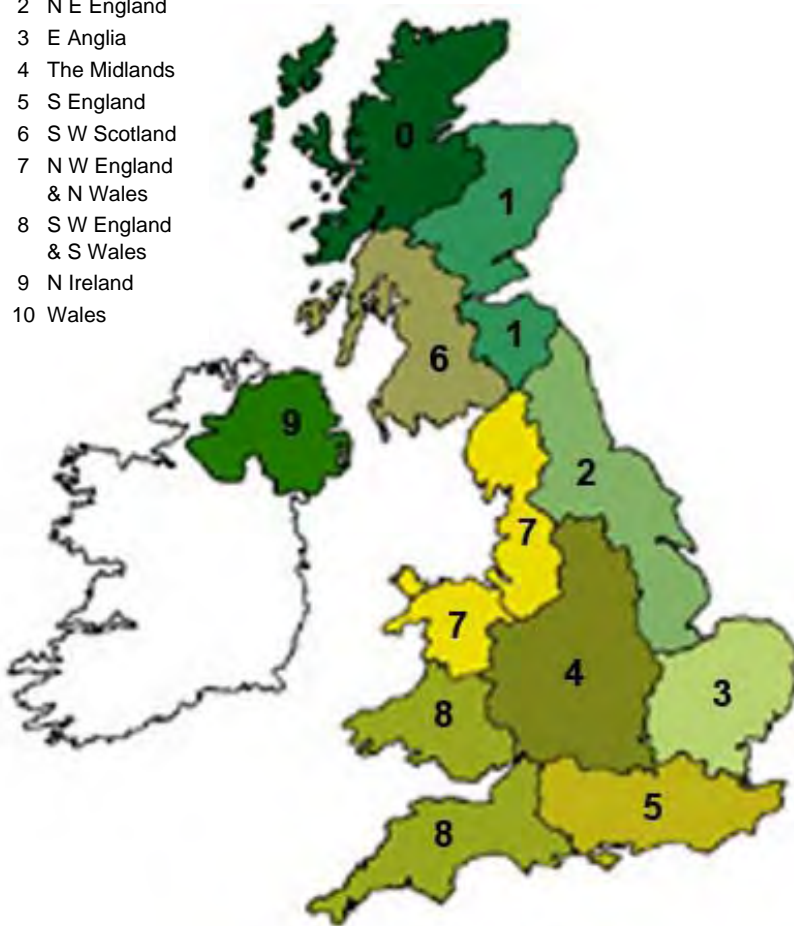 2 N E England
3 E Anglia
4 The Midlands
5 S England
6 S W Scotland
7 N W England
& N Wales
8 S W England
& S Wales
9 N Ireland
10 Wales
0
1
1
6
9
2
7
7
4
3
8
5
8